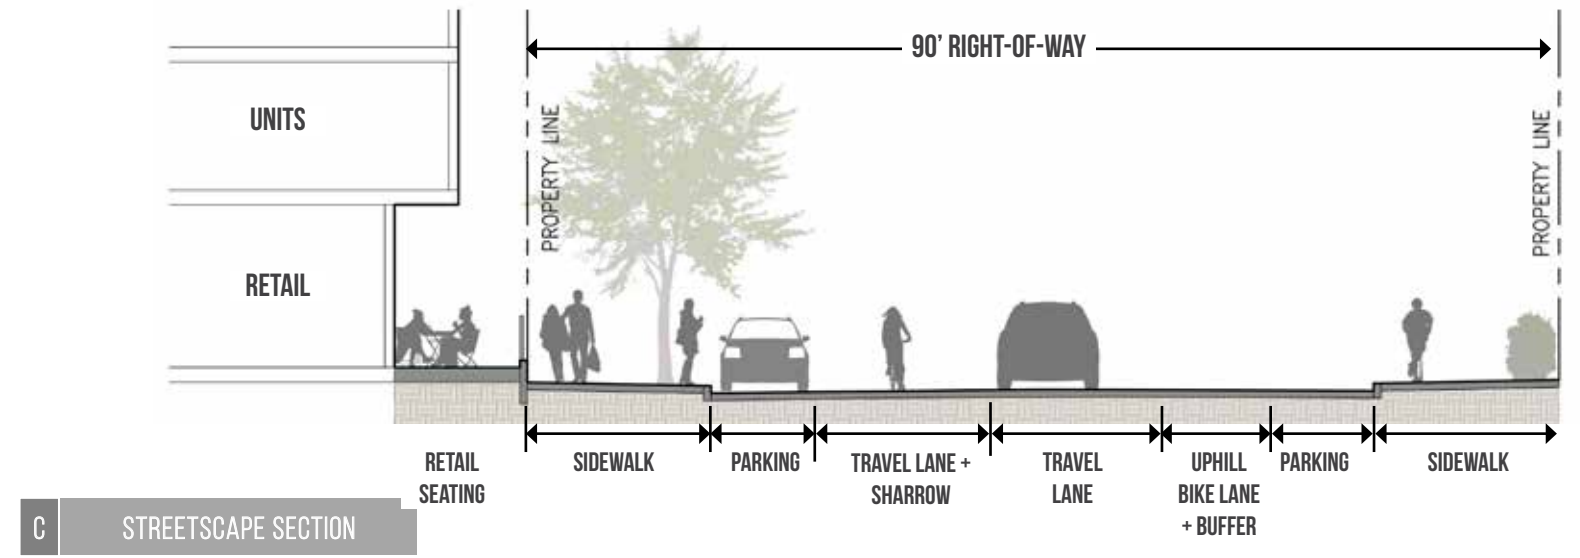 90' RIGHT-OF-WAY
UNITS
PROPERTY LINE
PROPERTY LINE
RETAIL
RETAIL
SEATING
SIDEWALK
PARKING
TRAVEL LANE +
SHARROW
TRAVEL
LANE
UPHILL
BIKE LANE
+ BUFFER
PARKING
SIDEWALK
C STREETSCAPE SECTION